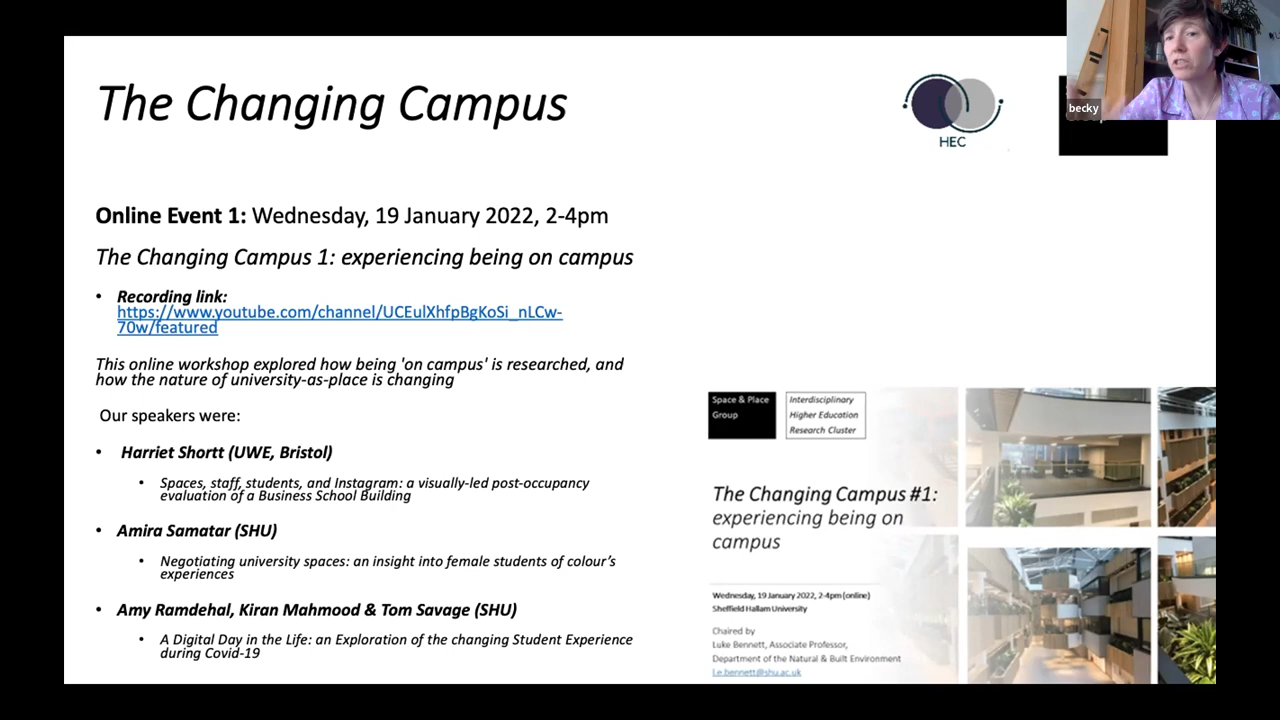 The Changing Campus
HEC
becky
Online Event 1: Wednesday, 19 January 2022, 2-4pm
The Changing Campus 1: experiencing being on campus
• Recording link:
https://www.youtube.com/channel/UCEulXhfpBgKoSi_nLCw-
70w/featured
This online workshop explored how being 'on campus' is researched, and
how the nature of university-as-place is changing
Our speakers were:
• Harriet Shortt (UWE, Bristol)
• Spaces, staff, students, and Instagram: a visually-led post-occupancy
evaluation of a Business School Building
• Amira Samatar (SHU)
• Negotiating university spaces: an insight into female students of colour’s
experiences
• Amy Ramdehal, Kiran Mahmood & Tom Savage (SHU)
• A Digital Day in the Life: an Exploration of the changing Student Experience
during Covid-19
Space & Place
Group
Interdisciplinary
Higher Education
Research Cluster
The Changing Campus #1:
experiencing being on
campus
Wednesday, 19 January 2022, 2-4pm (online)
Sheffield Hallam University
Chaired by
Luke Bennett, Associate Professor,
Department of the Natural & Built Environment
l.e.bennett@shu.ac.uk